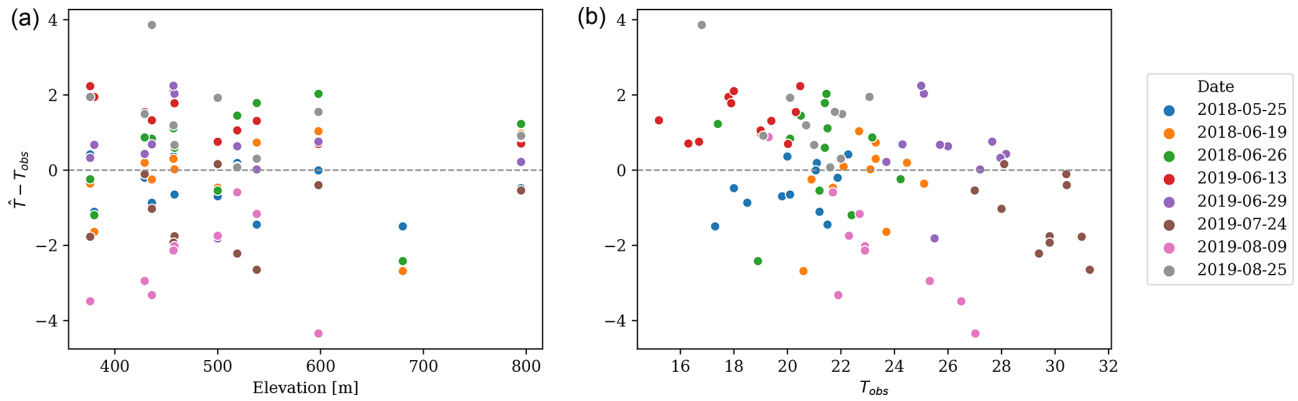 (a)
4
2
0
−2
−4
T̂ − T_obs
400 500 600 700 800
Elevation [m]
(b)
4
2
0
−2
−4
16 18 20 22 24 26 28 30 32
T_obs
Date
2018-05-25
2018-06-19
2018-06-26
2019-06-13
2019-06-29
2019-07-24
2019-08-09
2019-08-25